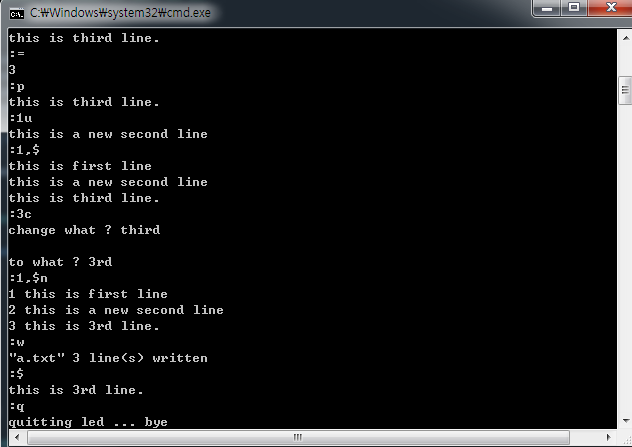 C:₩Windows₩system32₩cmd.exe
this is third line.
:=
3
:p
this is third line.
:1u
this is a new second line
:1,$
this is first line
this is a new second line
this is third line.
:3c
change what ? third
to what ? 3rd
:1,$n
1 this is first line
2 this is a new second line
3 this is 3rd line.
:w
"a.txt" 3 line(s) written
:$
this is 3rd line.
:q
quitting led ... bye